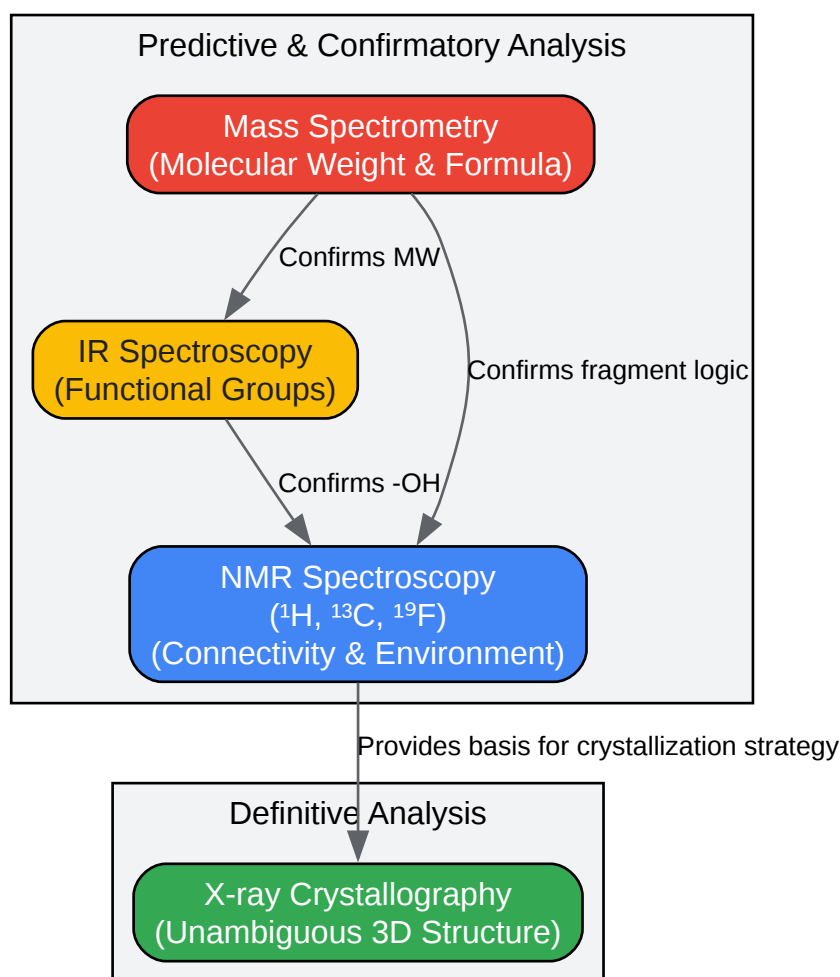 Predictive & Confirmatory Analysis
Mass Spectrometry
(Molecular Weight & Formula)
Confirms MW
IR Spectroscopy
(Functional Groups)
Confirms fragment logic
Confirms -OH
NMR Spectroscopy
(¹H, ¹³C, ¹⁹F)
(Connectivity & Environment)
Provides basis for crystallization strategy
Definitive Analysis
X-ray Crystallography
(Unambiguous 3D Structure)